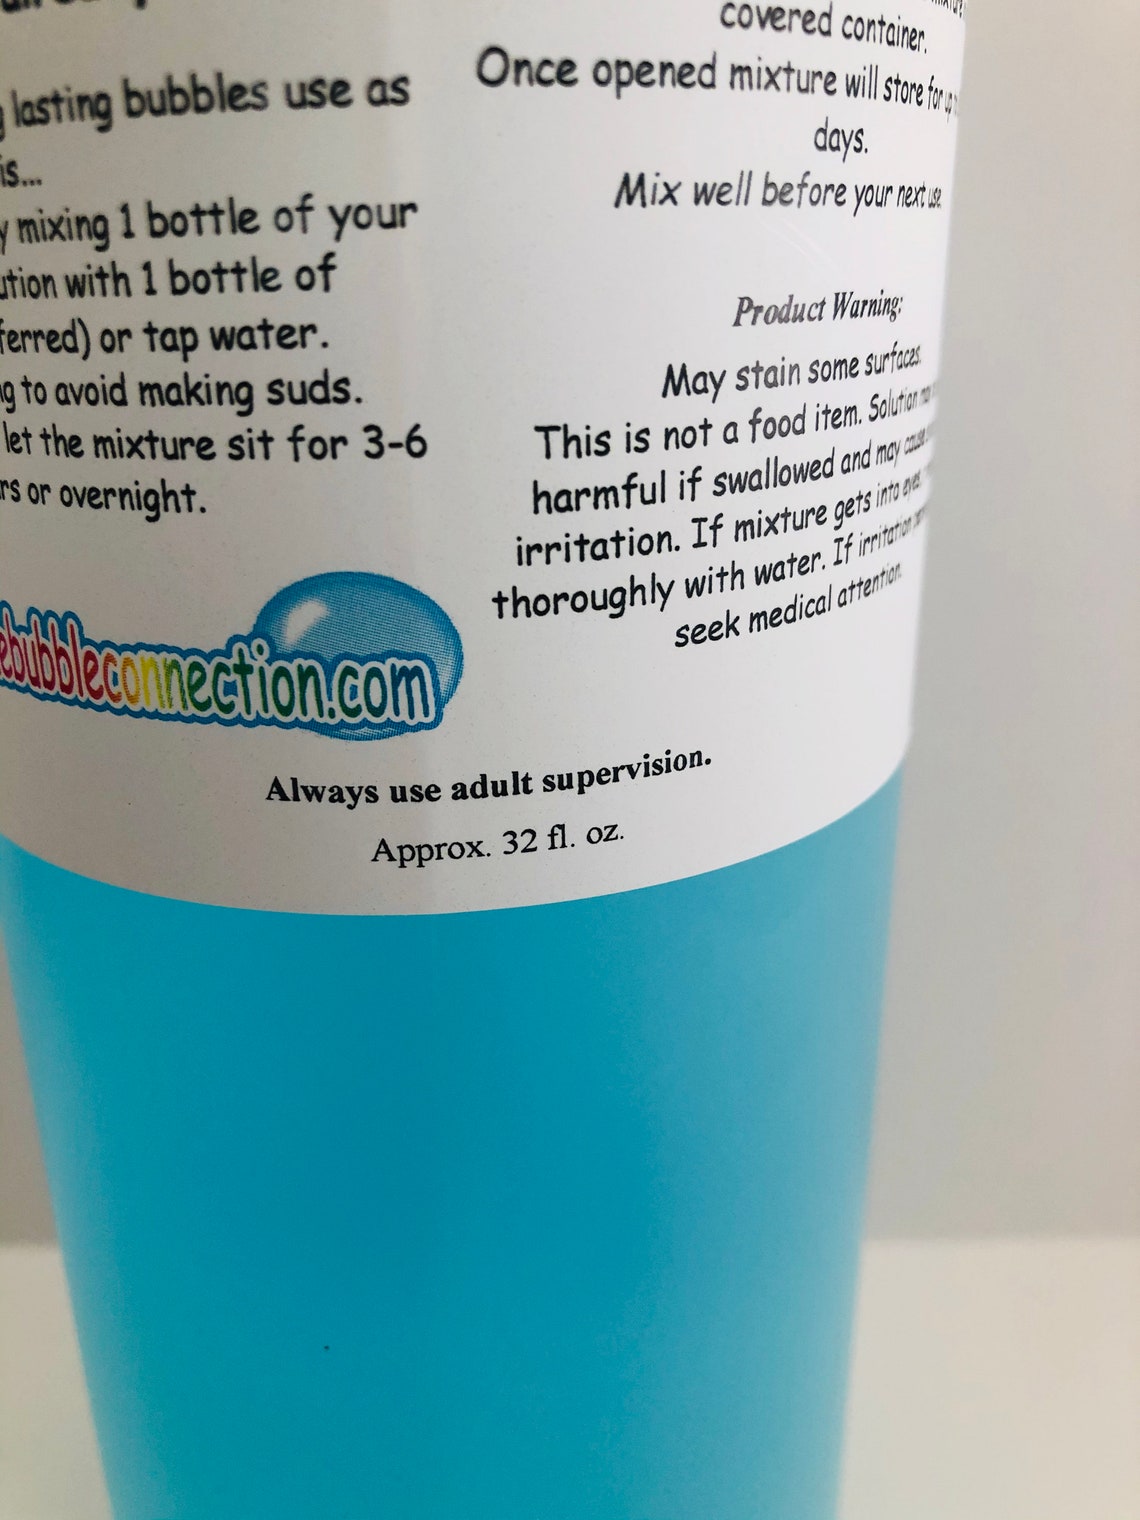 lasting bubbles use as
mixing 1 bottle of your
with 1 bottle of
or tap water.
to avoid making suds.
let the mixture sit for 3-6
or overnight.
ebubbleconnection.com
covered container.
Once opened mixture will store for up
days.
Mix well before your next use.
Product Warning:
May stain some surfaces.
This is not a food item. Solution may
harmful if swallowed and may cause
irritation. If mixture gets into eyes,
thoroughly with water. If irritation
seek medical attention.
Always use adult supervision.
Approx. 32 fl. oz.